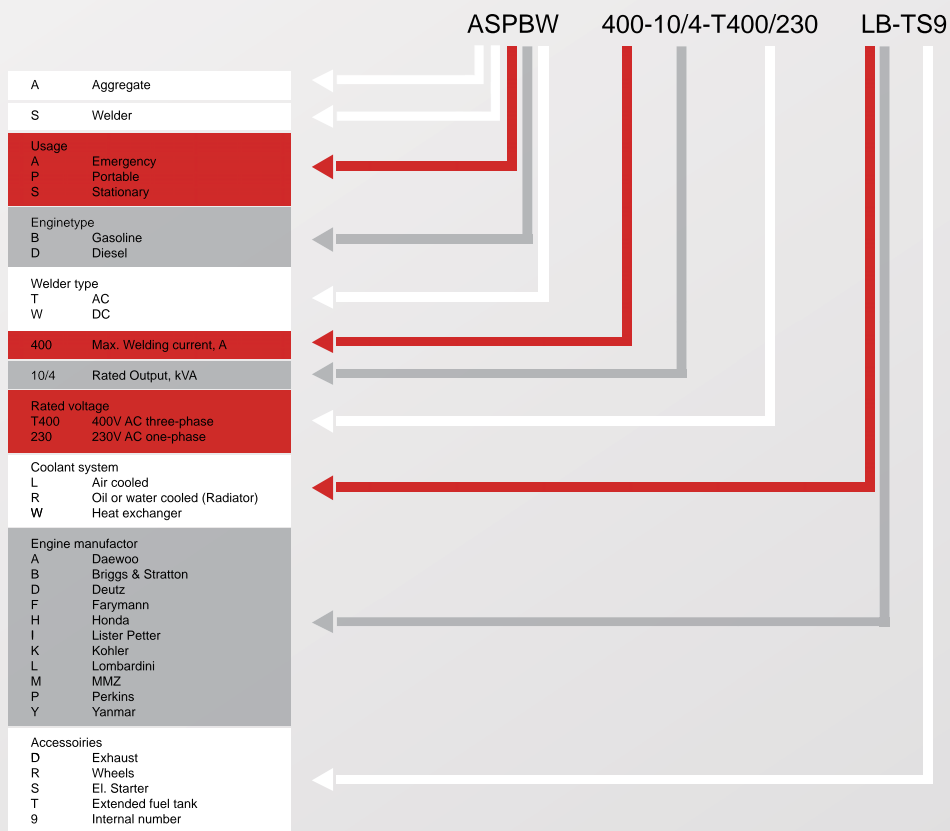 ASPBW 400-10/4-T400/230 LB-TS9
A Aggregate
S Welder
Usage
A Emergency
P Portable
S Stationary
Enginetype
B Gasoline
D Diesel
Welder type
T AC
W DC
400 Max. Welding current, A
10/4 Rated Output, kVA
Rated voltage
T400 400V AC three-phase
230 230V AC one-phase
Coolant system
L Air cooled
R Oil or water cooled (Radiator)
W Heat exchanger
Engine manufactor
A Daewoo
B Briggs & Stratton
D Deutz
F Farymann
H Honda
I Lister Petter
K Kohler
L Lombardini
M MMZ
P Perkins
Y Yanmar
Accessoiries
D Exhaust
R Wheels
S El. Starter
T Extended fuel tank
9 Internal number